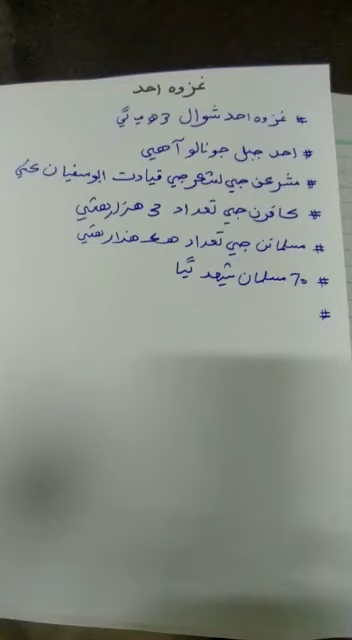 غزوه احد
# غزوه احد شوال 3ھ ۾ ٿي
# احد جبل جو نالو آهيي
# مشرڪن جي لشڪر جي قيادت ابوسفيان ڪئي
# ڪافرن جي تعداد 3 هزار هئي
# مسلمانن جي تعداد هڪ هزار هئي
# 70 مسلمان شهيد ٿيا
#